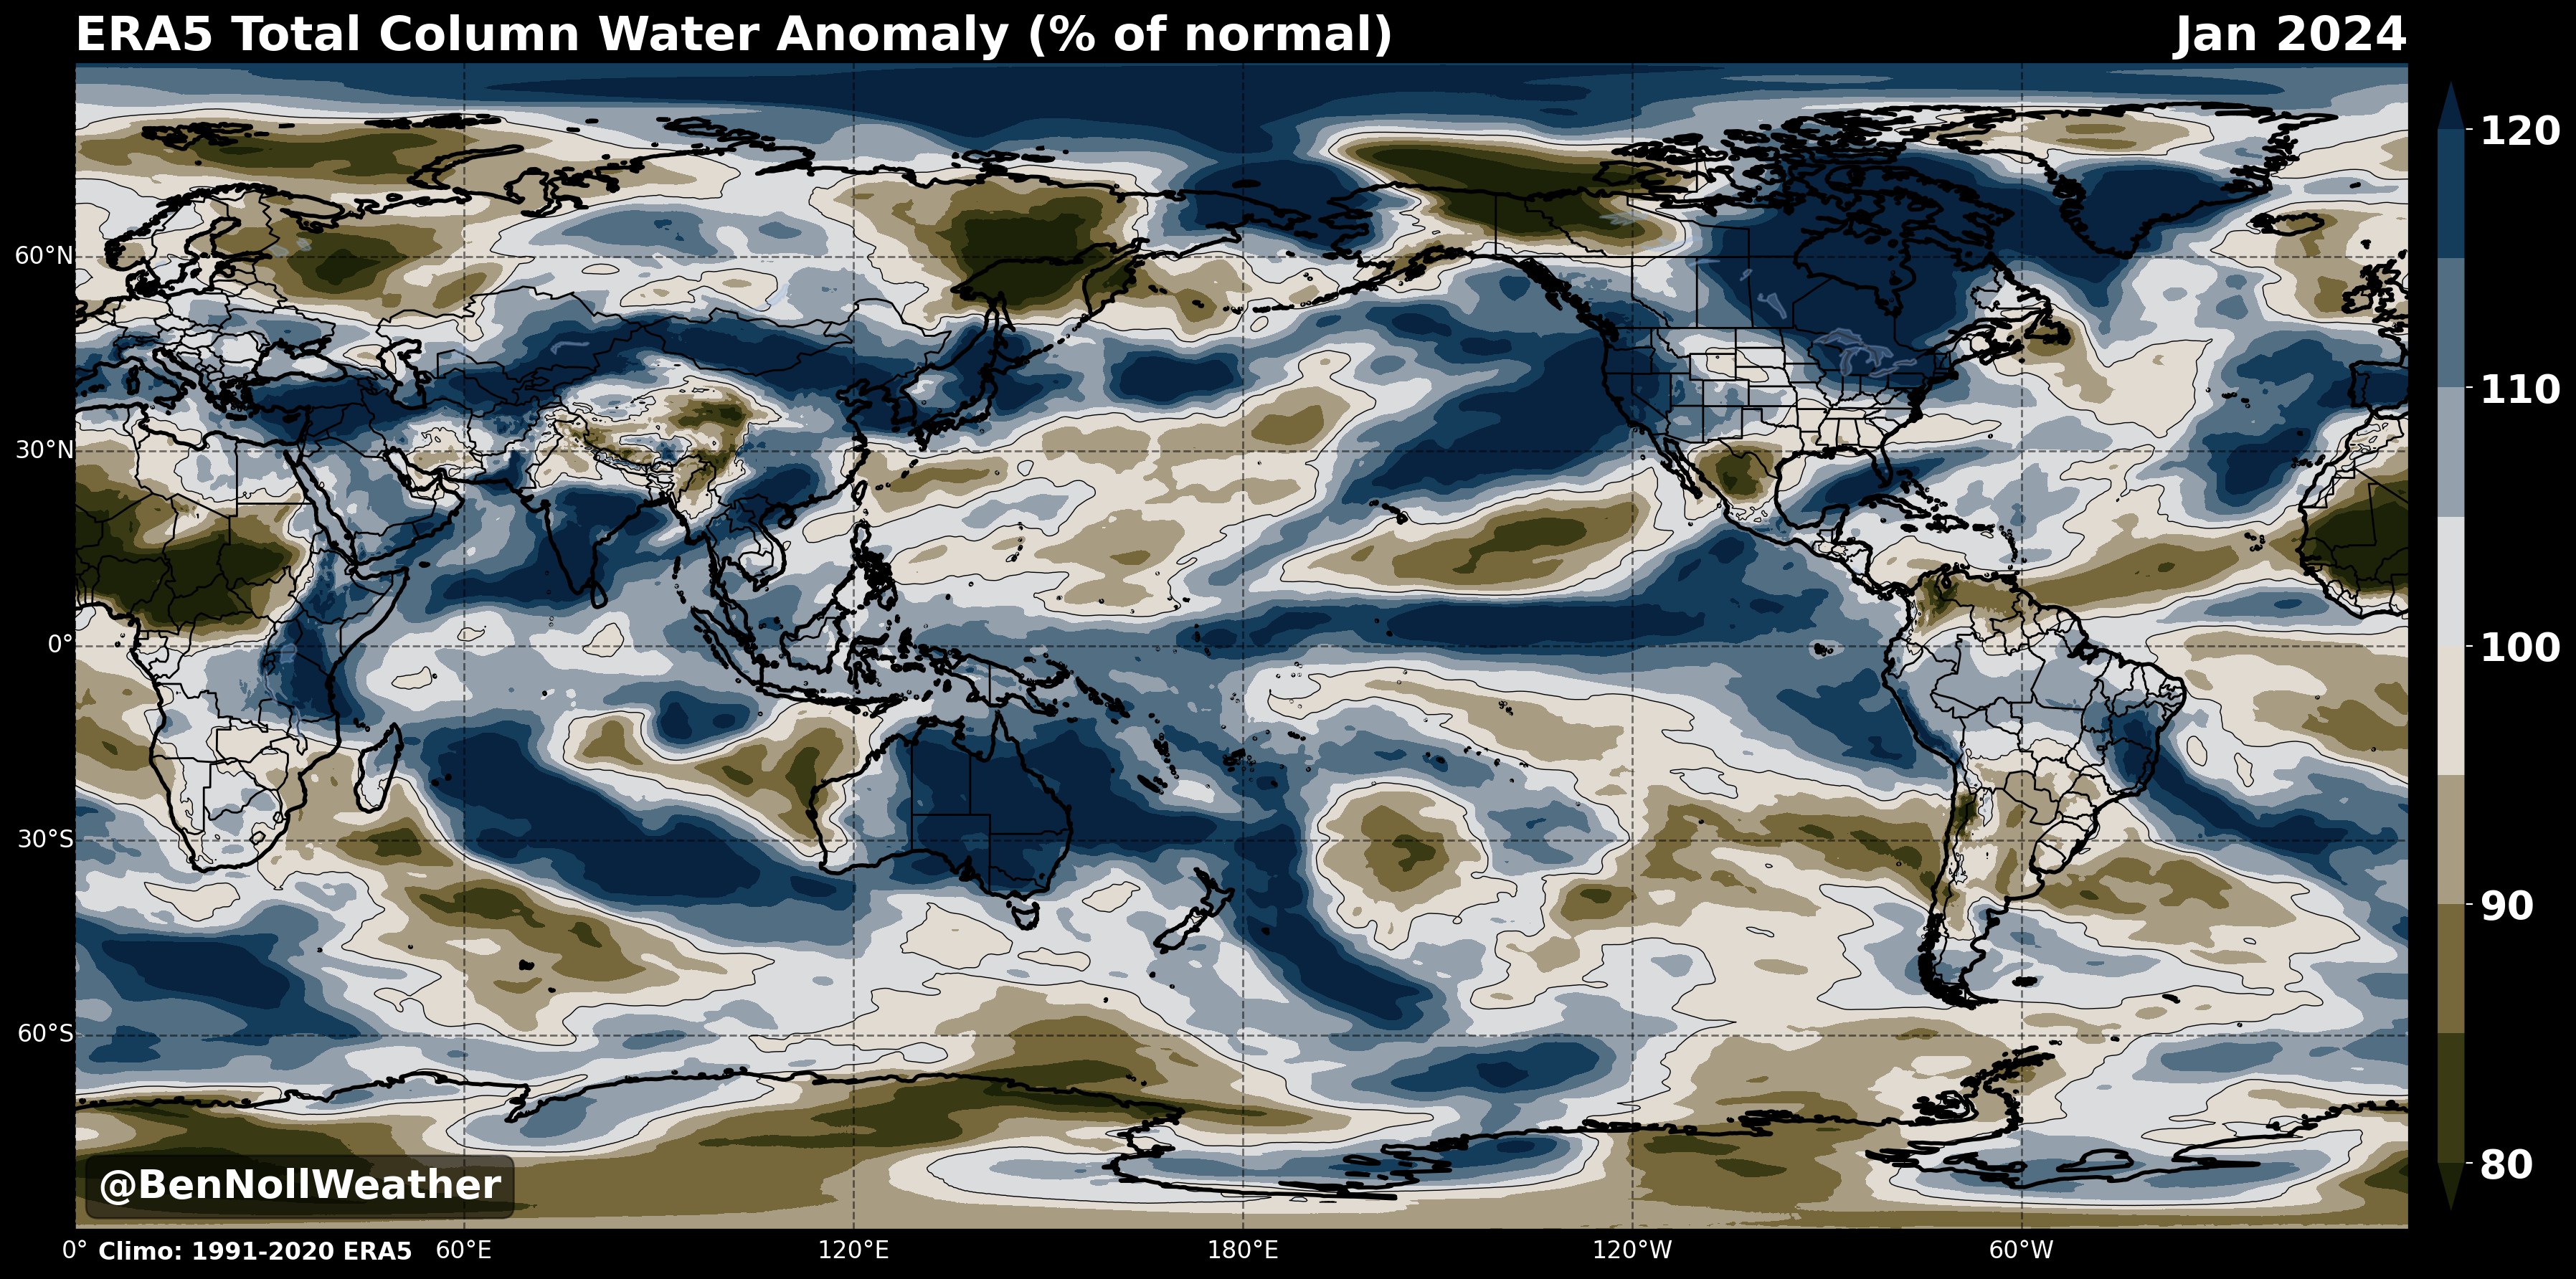 ERA5 Total Column Water Anomaly (% of normal)
Jan 2024
120
110
100
90
80
60°N
30°N
0°
30°S
60°S
@BenNollWeather
0°
Climo: 1991-2020 ERA5
60°E
120°E
180°E
120°W
60°W